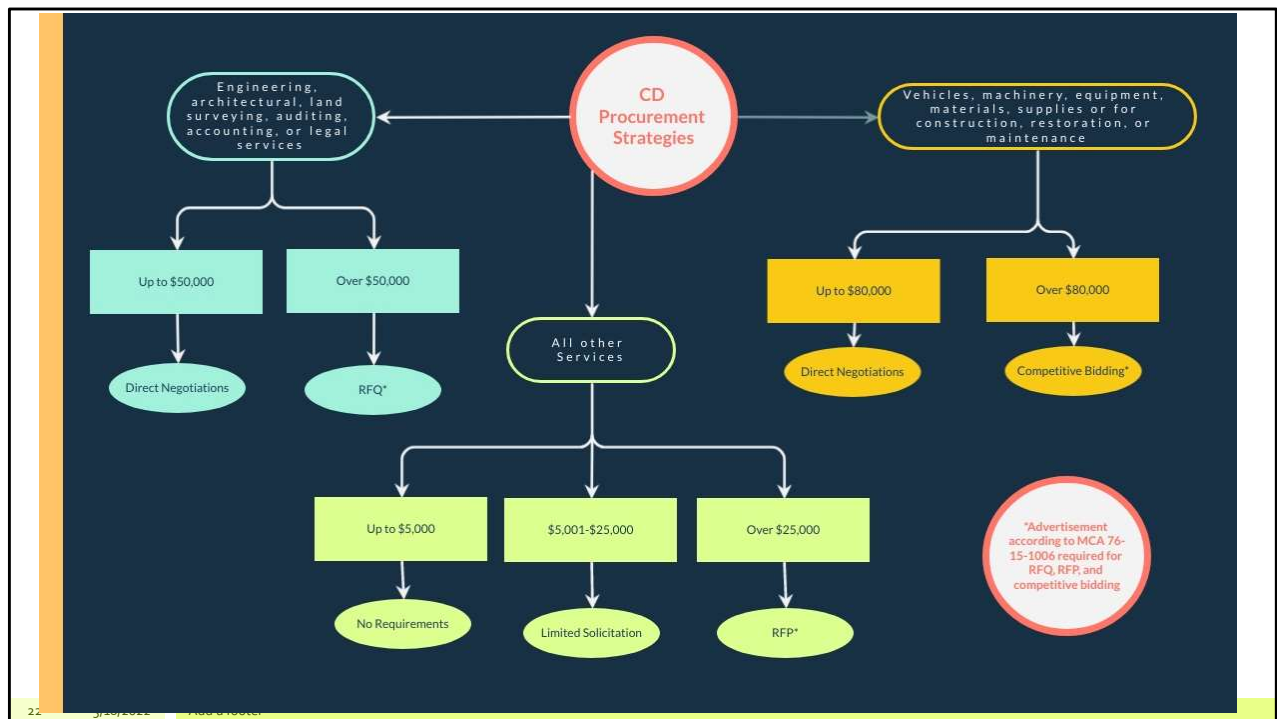 CD
Procurement
Strategies
Engineering,
architectural, land
surveying, auditing,
accounting, or legal
services
Vehicles, machinery, equipment,
materials, supplies or for
construction, restoration, or
maintenance
Up to $50,000
Over $50,000
Direct Negotiations
RFQ*
All other
Services
Up to $80,000
Over $80,000
Direct Negotiations
Competitive Bidding*
Up to $5,000
$5,001-$25,000
Over $25,000
No Requirements
Limited Solicitation
RFP*
*Advertisement
according to MCA 76-
15-1006 required for
RFQ, RFP, and
competitive bidding
22
Add a footer